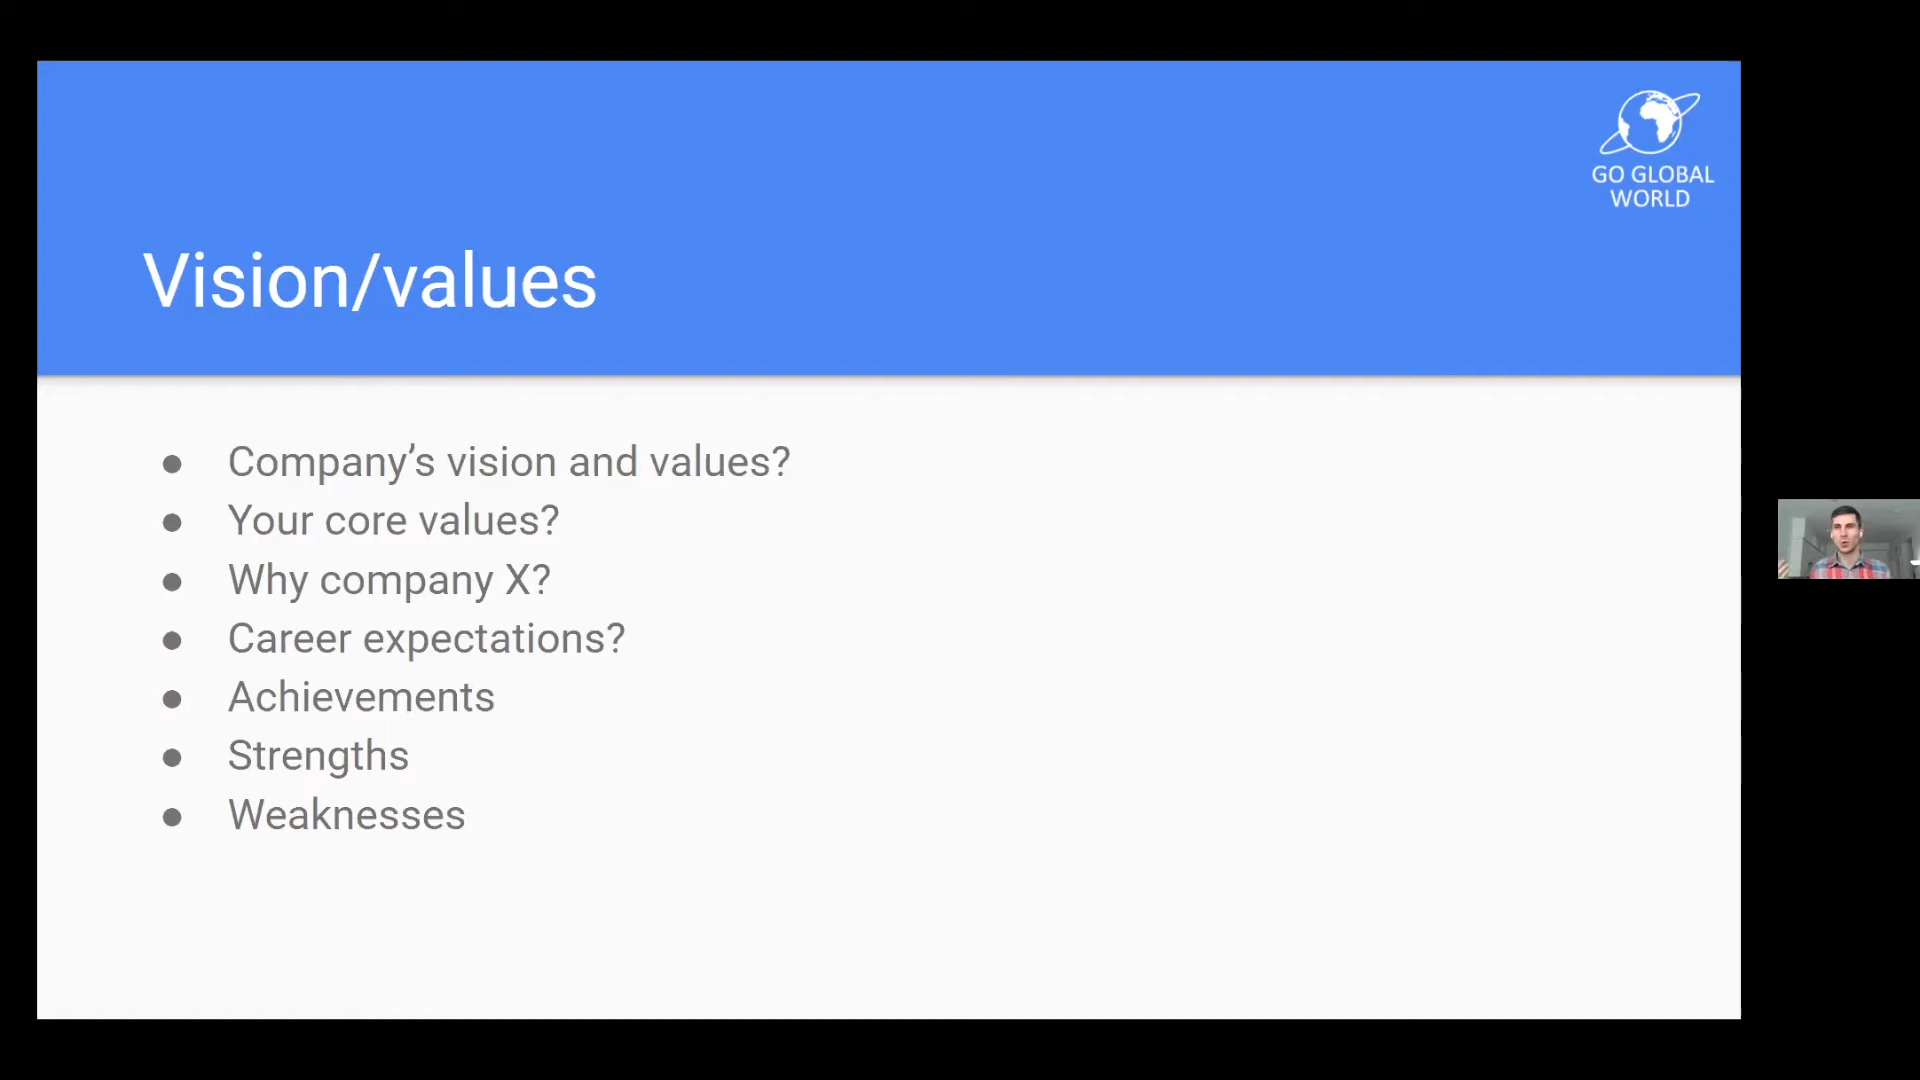 GO GLOBAL
WORLD
Vision/values
● Company’s vision and values?
● Your core values?
● Why company X?
● Career expectations?
● Achievements
● Strengths
● Weaknesses